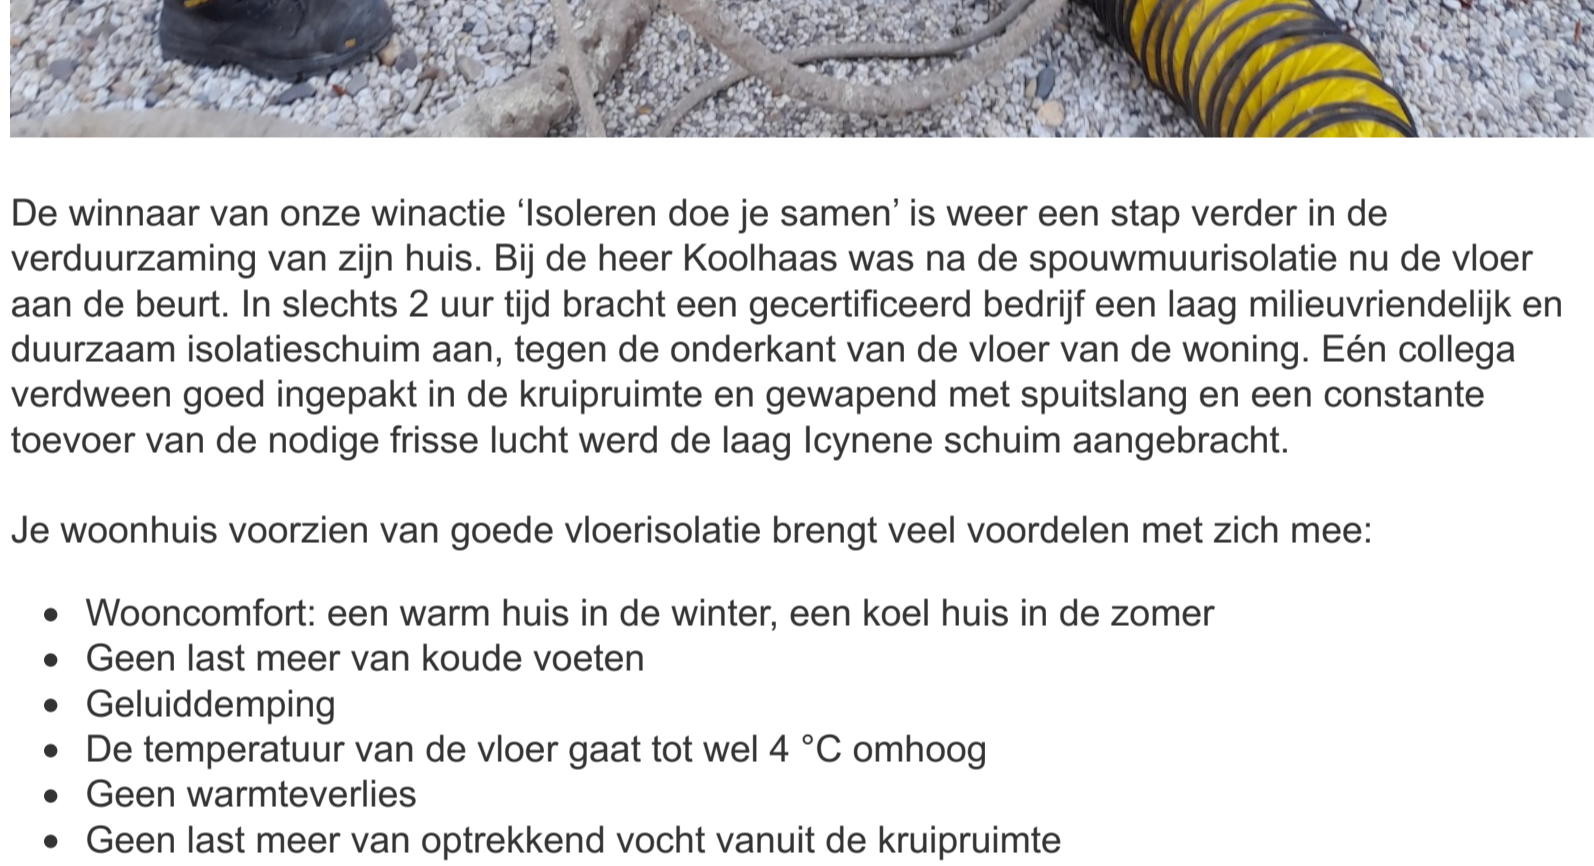 De winnaar van onze winactie ‘Isoleren doe je samen’ is weer een stap verder in de
verduurzaming van zijn huis. Bij de heer Koolhaas was na de spouwmuurisolatie nu de vloer
aan de beurt. In slechts 2 uur tijd bracht een gecertificeerd bedrijf een laag milieuvriendelijk en
duurzaam isolatieschuim aan, tegen de onderkant van de vloer van de woning. Eén collega
verdween goed ingepakt in de kruipruimte en gewapend met spuitslang en een constante
toevoer van de nodige frisse lucht werd de laag Icynene schuim aangebracht.
Je woonhuis voorzien van goede vloerisolatie brengt veel voordelen met zich mee:
• Wooncomfort: een warm huis in de winter, een koel huis in de zomer
• Geen last meer van koude voeten
• Geluiddemping
• De temperatuur van de vloer gaat tot wel 4 °C omhoog
• Geen warmteverlies
• Geen last meer van optrekkend vocht vanuit de kruipruimte